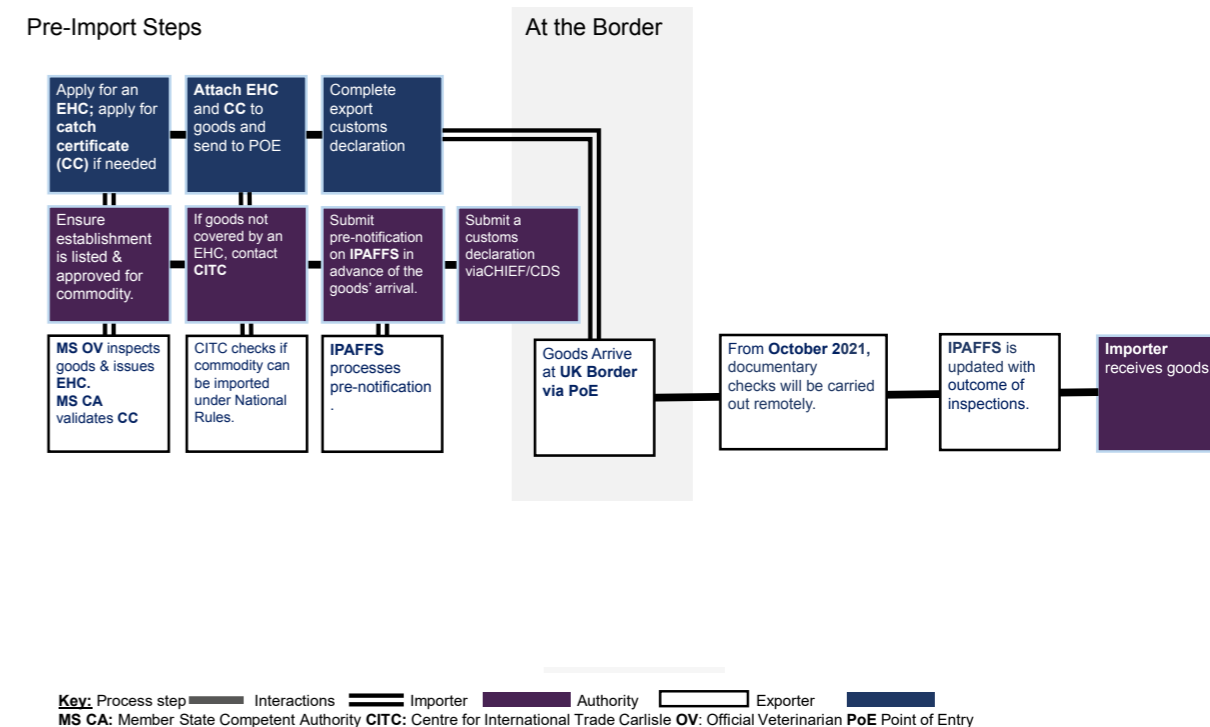 Pre-Import Steps
At the Border
Apply for an
EHC; apply for
catch
certificate
(CC) if needed
Attach EHC
and CC to
goods and
send to POE
Complete
export
customs
declaration
Ensure
establishment
is listed &
approved for
commodity.
If goods not
covered by an
EHC, contact
CITC
Submit
pre-notification
on IPAFFS in
advance of the
goods’ arrival.
Submit a
customs
declaration
viaCHIEF/CDS
MS OV inspects
goods & issues
EHC.
MS CA
validates CC
CITC checks if
commodity can
be imported
under National
Rules.
IPAFFS
processes
pre-notification
.
Goods Arrive
at UK Border
via PoE
From October 2021,
documentary
checks will be carried
out remotely.
IPAFFS is
updated with
outcome of
inspections.
Importer
receives goods
Key: Process step Interactions Importer Authority Exporter
MS CA: Member State Competent Authority CITC: Centre for International Trade Carlisle OV: Official Veterinarian PoE Point of Entry